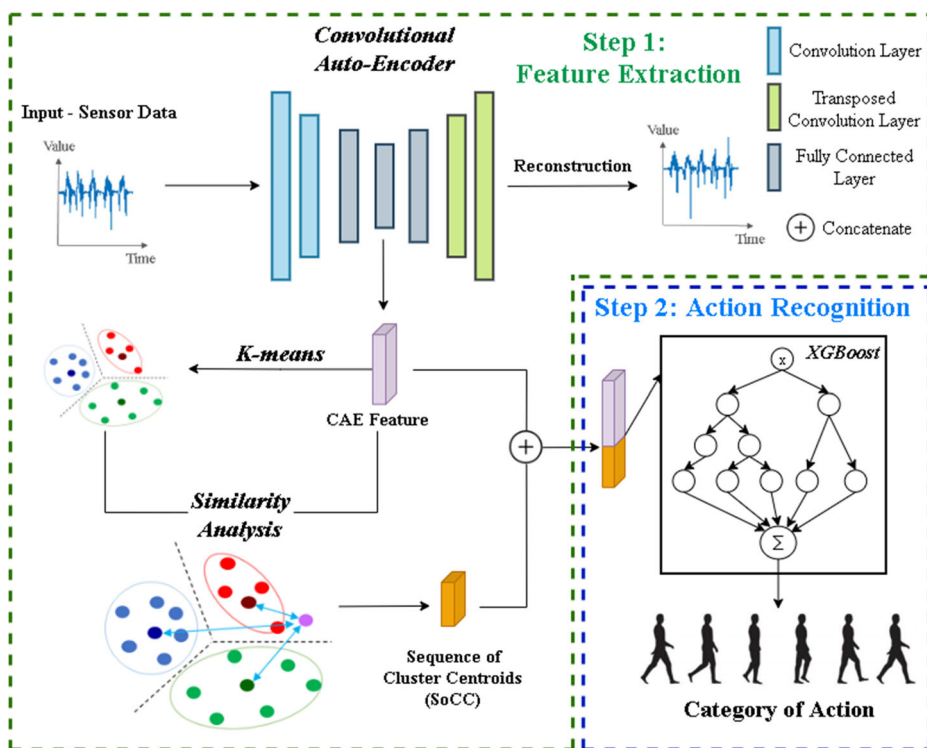 Convolutional
Auto-Encoder
Step 1:
Feature Extraction
Convolution Layer
Transposed
Convolution Layer
Fully Connected
Layer
Concatenate
Input - Sensor Data
Value
Time
Reconstruction
Value
Time
K-means
CAE Feature
Similarity
Analysis
Sequence of
Cluster Centroids
(SoCC)
Step 2: Action Recognition
XGBoost
x
Σ
Category of Action